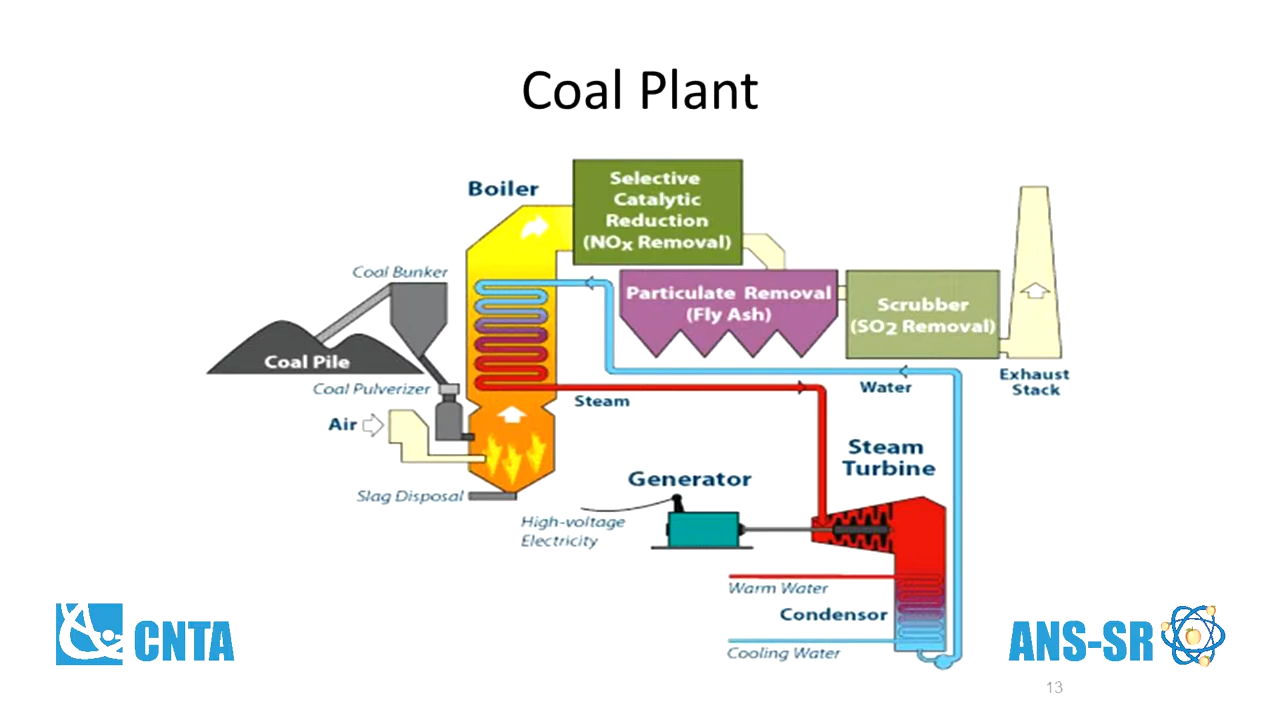 Coal Plant
Boiler
Selective
Catalytic
Reduction
(NOx Removal)
Coal Bunker
Particulate Removal
(Fly Ash)
Scrubber
(SO2 Removal)
Coal Pile
Coal Pulverizer
Steam
Water
Exhaust
Stack
Air
Steam
Turbine
Slag Disposal
Generator
High-voltage
Electricity
Warm Water
Condensor
Cooling Water
CNTA
ANS-SR
13